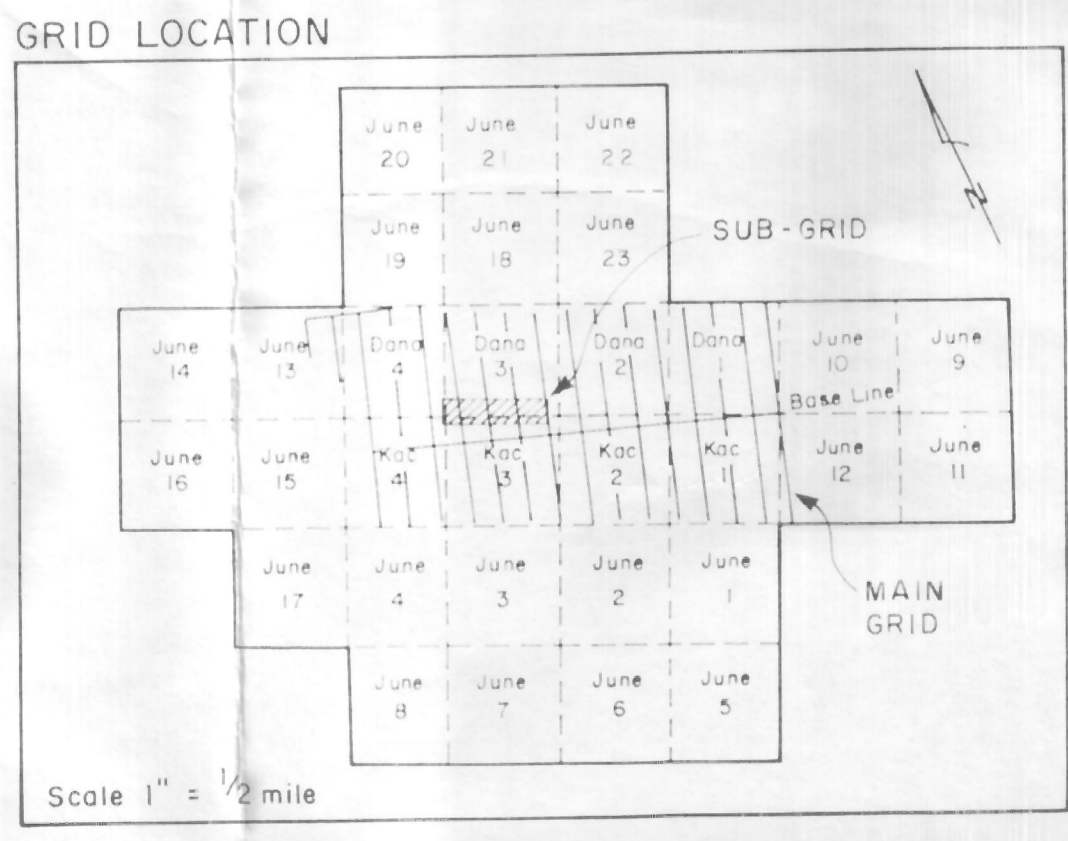 GRID LOCATION
June 20
June 21
June 22
June 19
June 18
June 23
SUB-GRID
N
June 14
June 13
Dana 4
Dana 3
Dana 2
Dana 1
June 10
June 9
Base Line
June 16
June 15
Kac 4
Kac 3
Kac 2
Kac 1
June 12
June 11
June 17
June 4
June 3
June 2
June 1
MAIN
GRID
June 8
June 7
June 6
June 5
Scale 1" = 1/2 mile